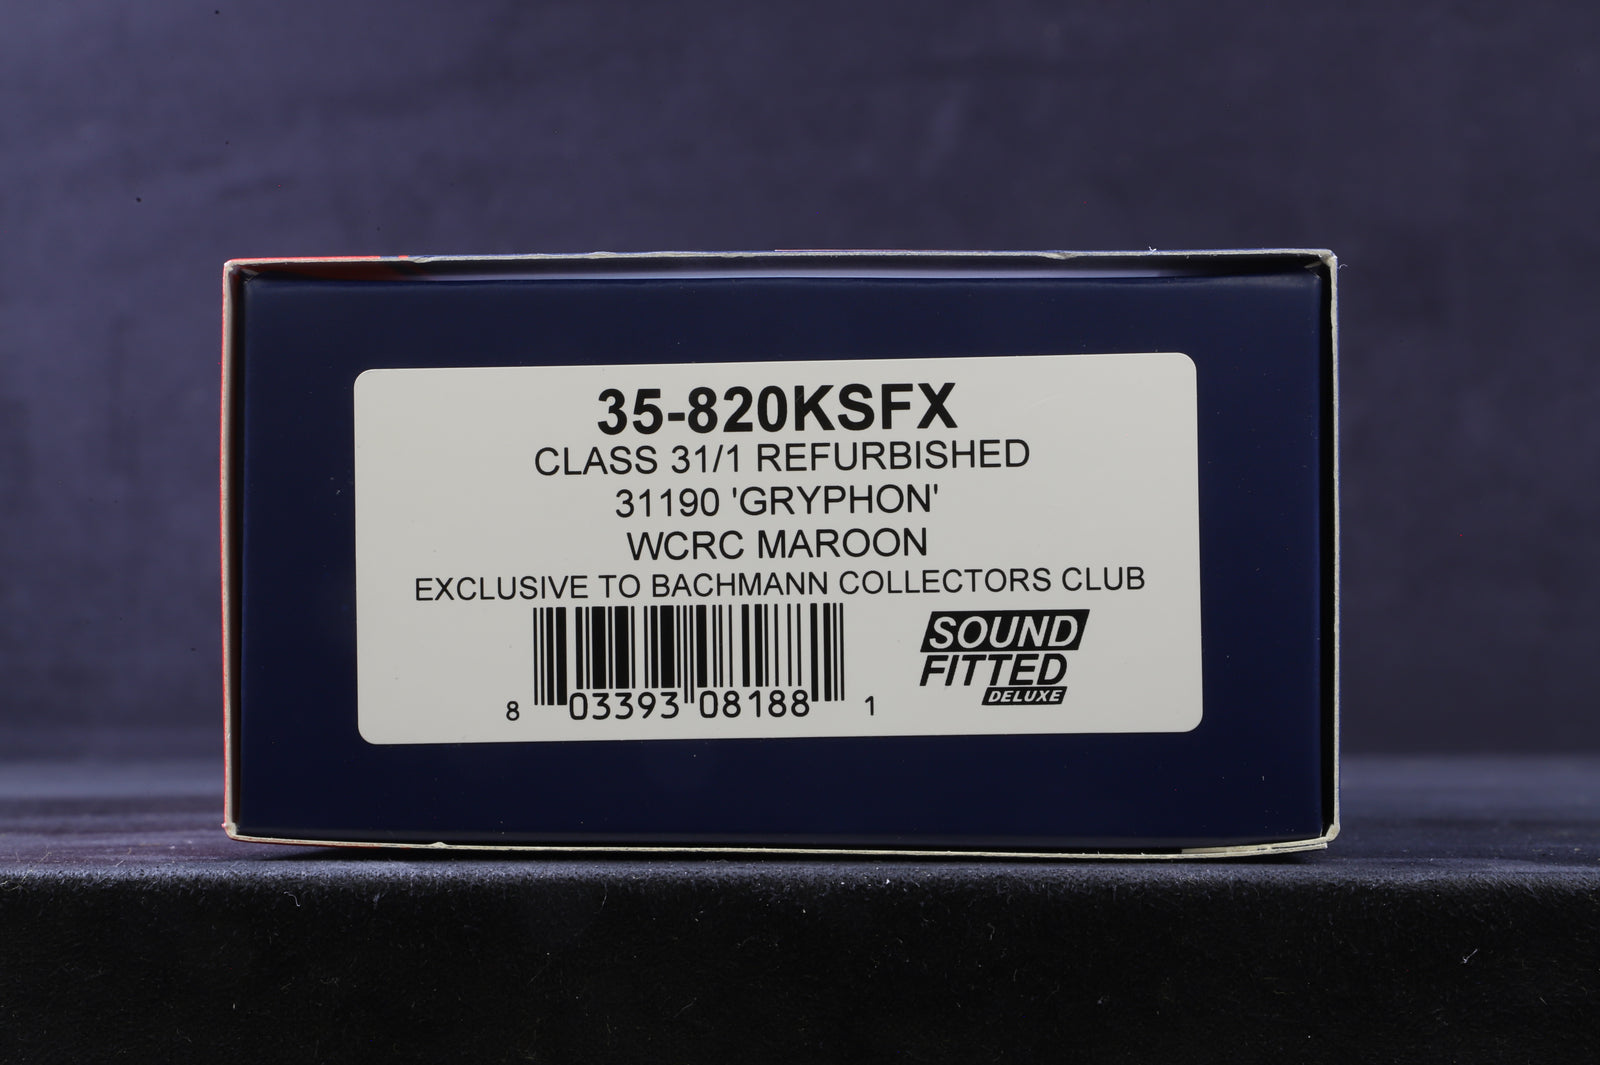 35-820KSFX
CLASS 31/1 REFURBISHED
31190 'GRYPHON'
WCRC MAROON
EXCLUSIVE TO BACHMANN COLLECTORS CLUB
8 03393 08188 1
SOUND
FITTED
DELUXE